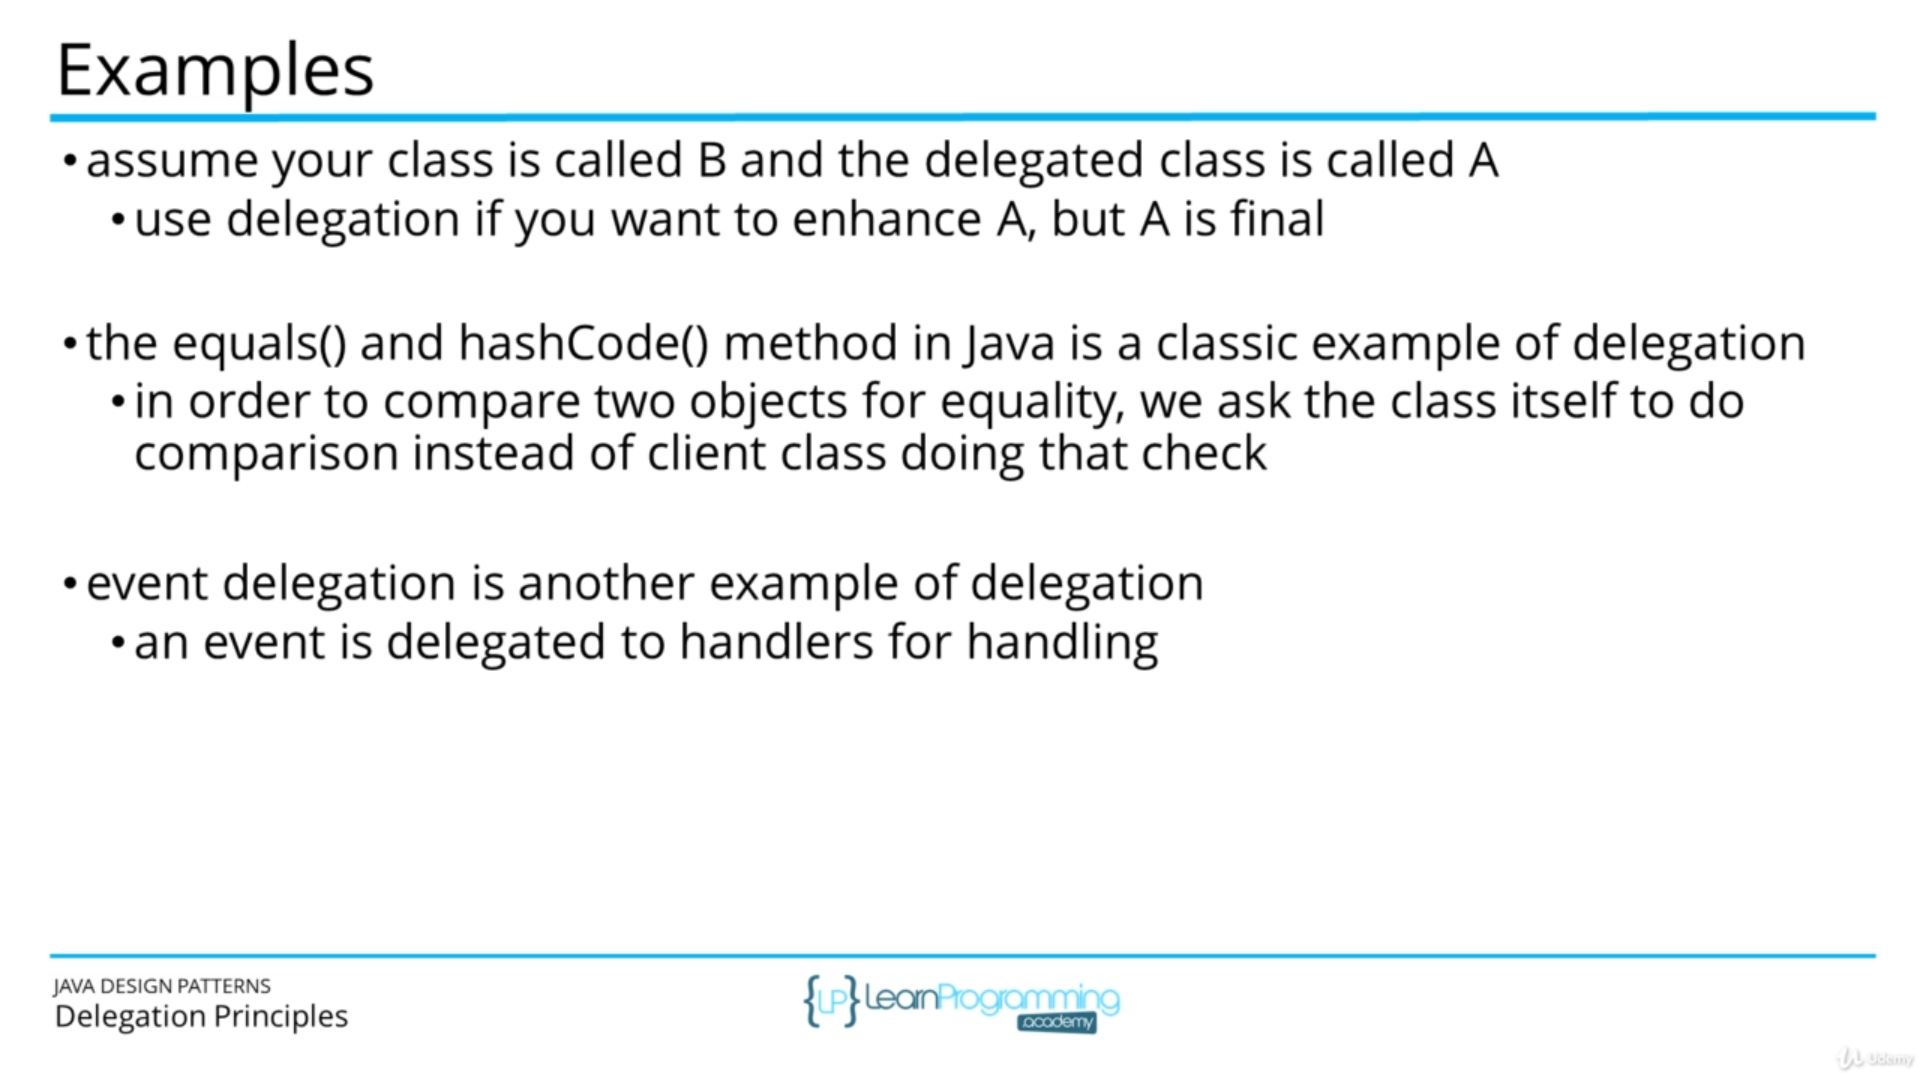 Examples
• assume your class is called B and the delegated class is called A
• use delegation if you want to enhance A, but A is final
• the equals() and hashCode() method in Java is a classic example of delegation
• in order to compare two objects for equality, we ask the class itself to do
comparison instead of client class doing that check
• event delegation is another example of delegation
• an event is delegated to handlers for handling
JAVA DESIGN PATTERNS
Delegation Principles
{LP} LearnProgramming
academy
Udemy